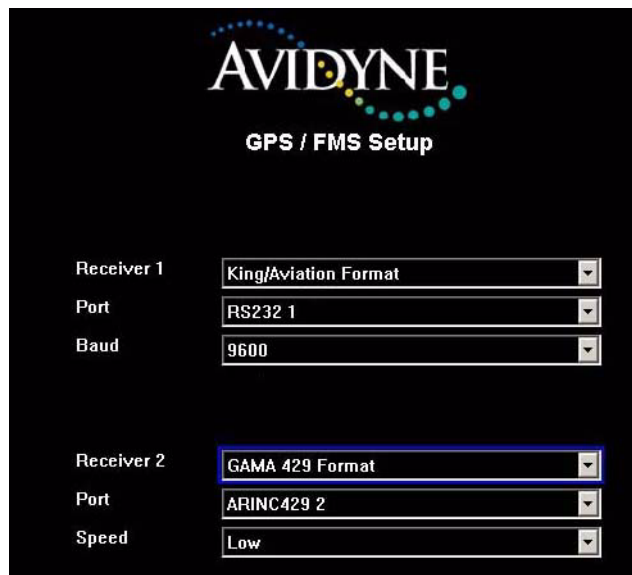 AVIDYNE
GPS / FMS Setup
Receiver 1 King/Aviation Format
Port RS232 1
Baud 9600
Receiver 2 GAMA 429 Format
Port ARINC429 2
Speed Low